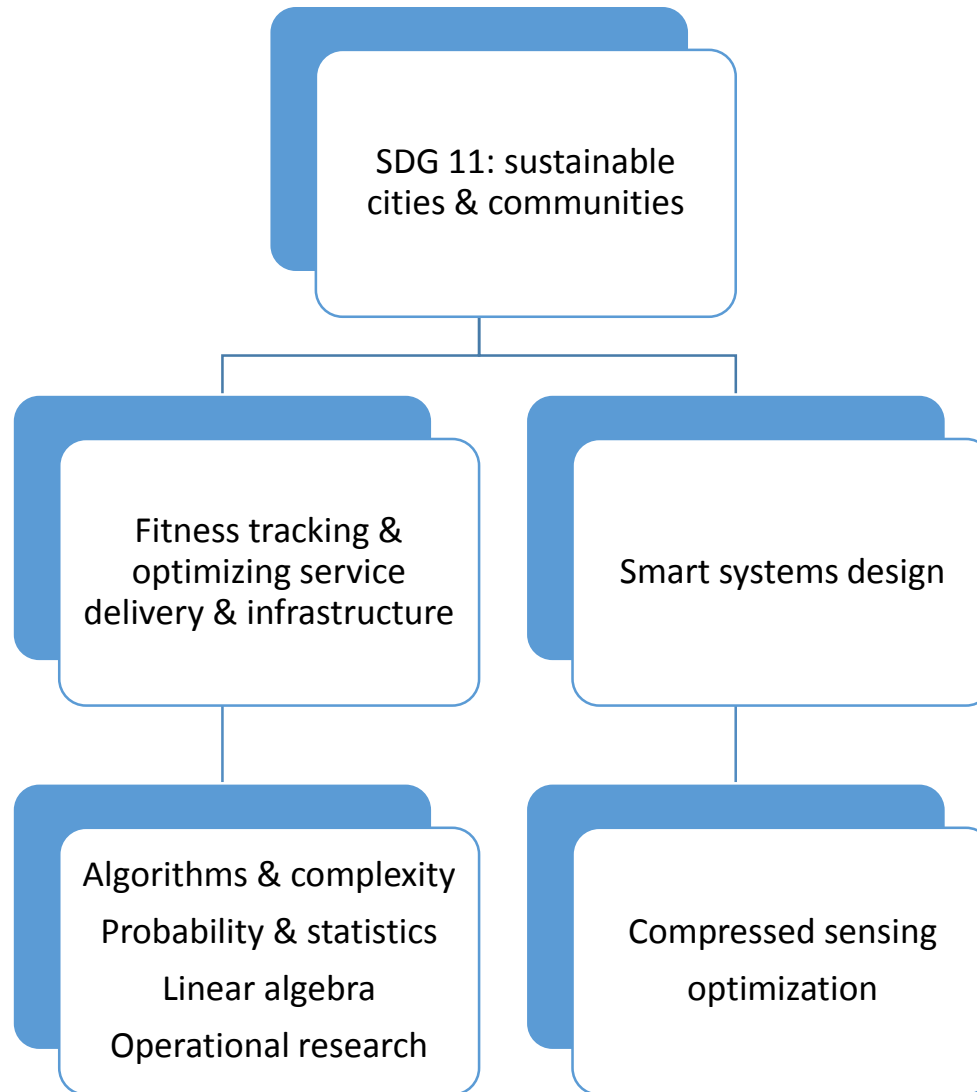 SDG 11: sustainable
cities & communities
Fitness tracking &
optimizing service
delivery & infrastructure
Smart systems design
Algorithms & complexity
Probability & statistics
Linear algebra
Operational research
Compressed sensing
optimization